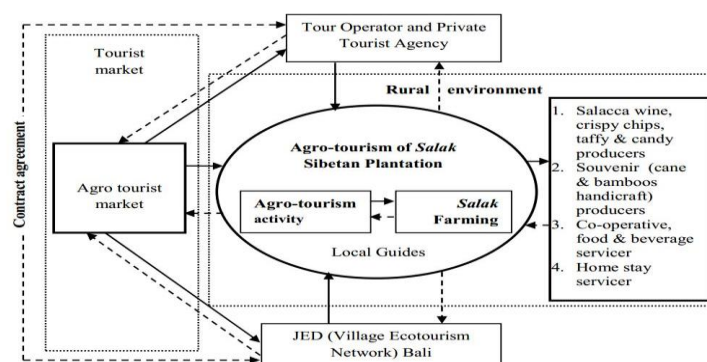 Tour Operator and Private
Tourist Agency
Tourist
market
Rural environment
Contract agreement
Agro tourist
market
Agro-tourism of Salak
Sibetan Plantation
Agro-tourism
activity
Salak
Farming
Local Guides
1. Salacca wine,
crispy chips,
taffy & candy
producers
2. Souvenir (cane
& bamboos
handicraft)
producers
3. Co-operative,
food & beverage
servicer
4. Home stay
servicer
JED (Village Ecotourism
Network) Bali